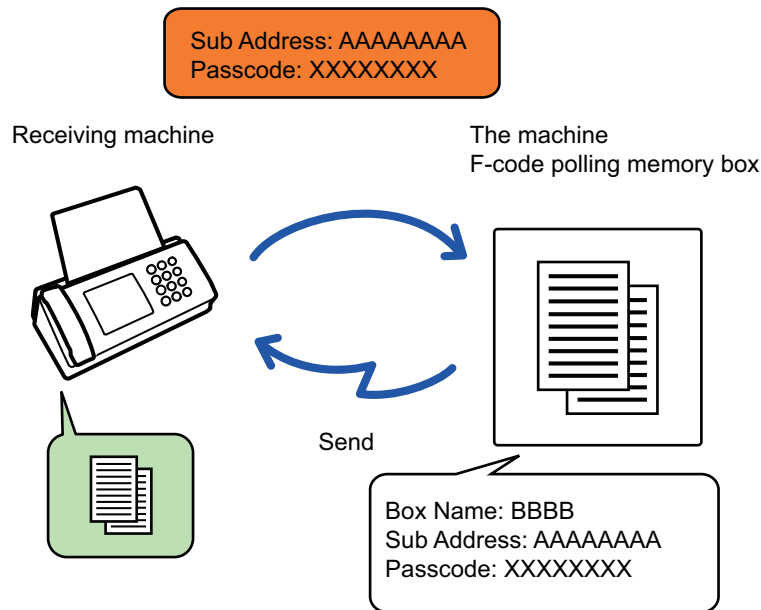 Sub Address: AAAAAAAA
Passcode: XXXXXXXX
Receiving machine
The machine
F-code polling memory box
Send
Box Name: BBBB
Sub Address: AAAAAAAA
Passcode: XXXXXXXX